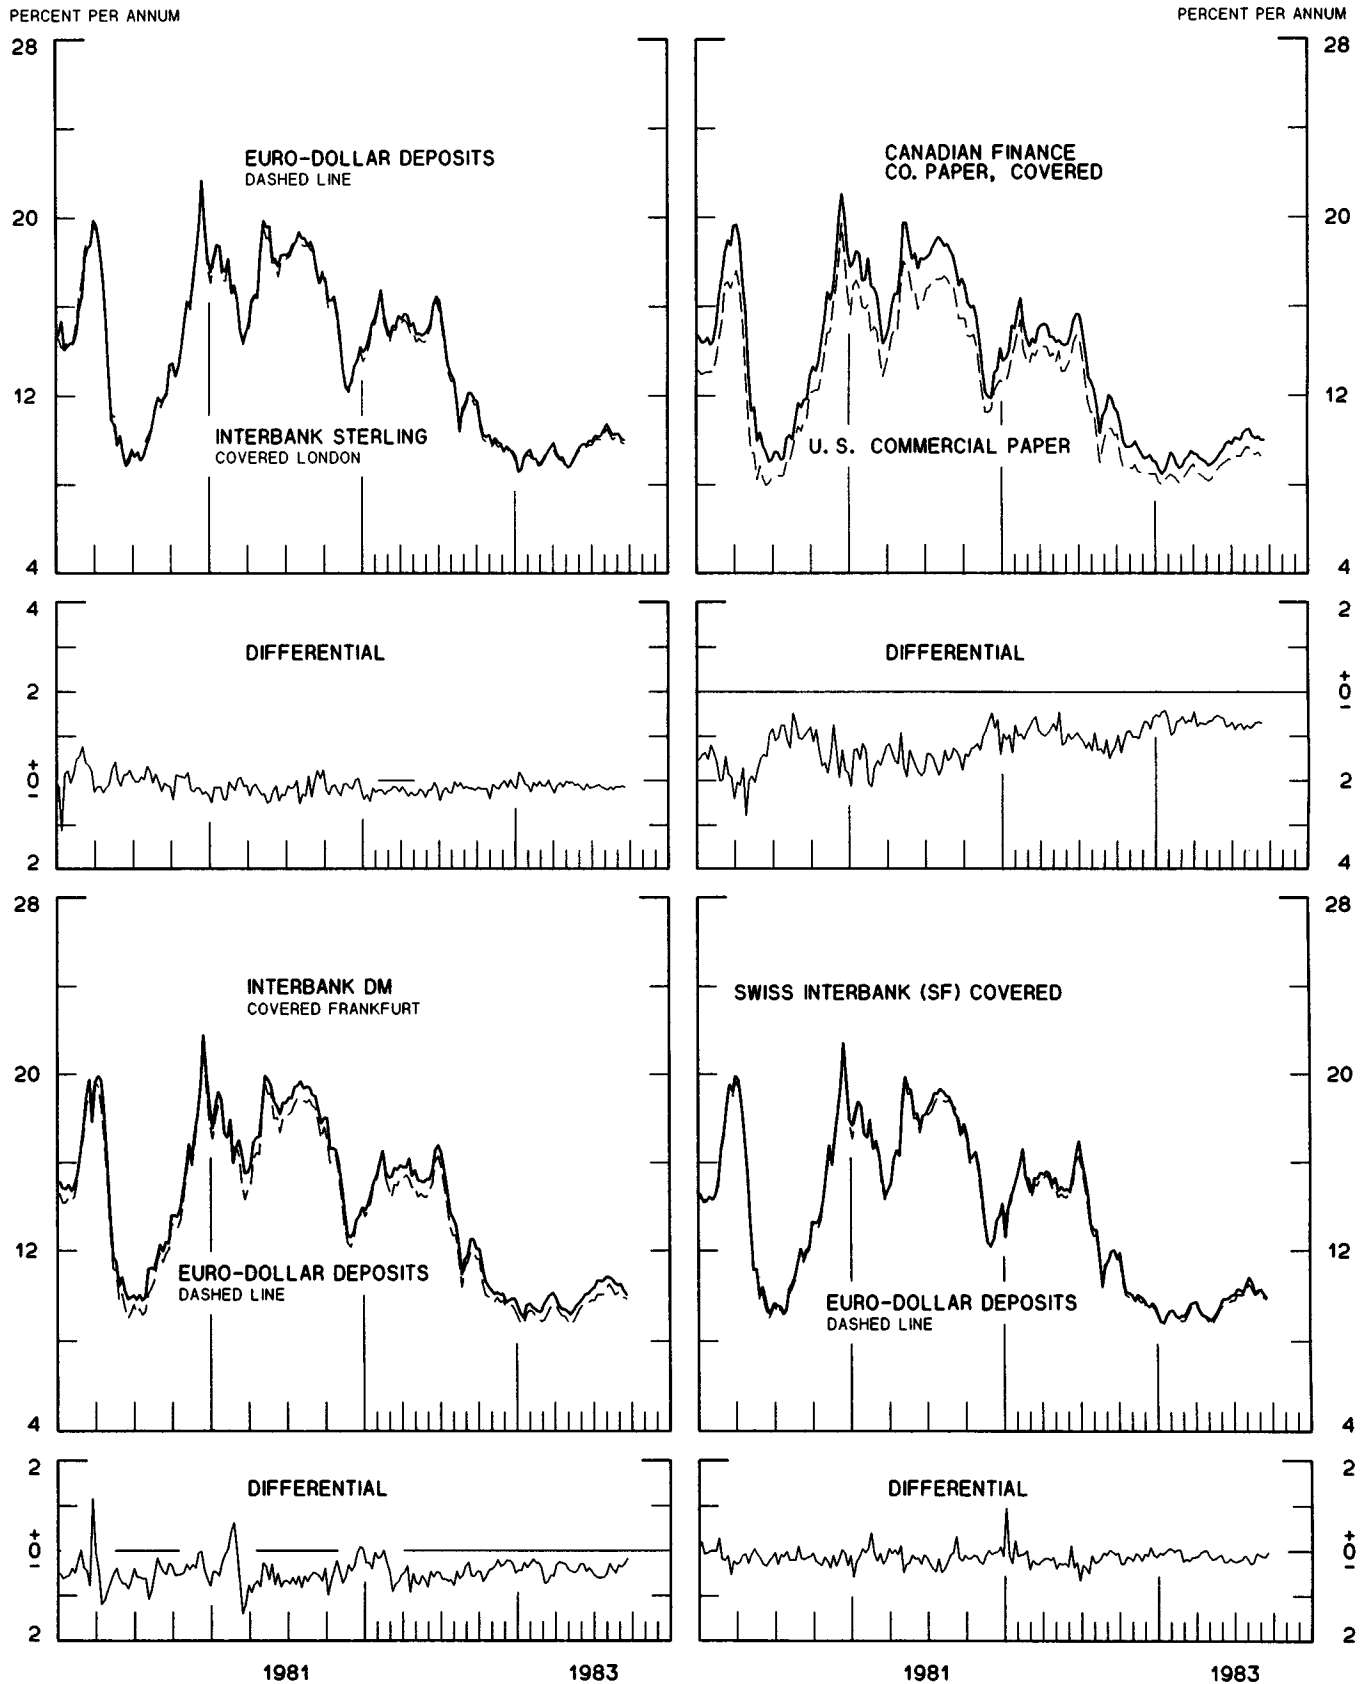 PERCENT PER ANNUM
PERCENT PER ANNUM
28
20
12
4
EURO-DOLLAR DEPOSITS
DASHED LINE
INTERBANK STERLING
COVERED LONDON
CANADIAN FINANCE
CO. PAPER, COVERED
U. S. COMMERCIAL PAPER
28
20
12
4
4
2
+
0
-
2
DIFFERENTIAL
DIFFERENTIAL
2
+
0
-
2
4
28
20
12
4
INTERBANK DM
COVERED FRANKFURT
EURO-DOLLAR DEPOSITS
DASHED LINE
SWISS INTERBANK (SF) COVERED
EURO-DOLLAR DEPOSITS
DASHED LINE
28
20
12
4
2
+
0
-
2
DIFFERENTIAL
DIFFERENTIAL
2
+
0
-
2
1981
1983
1981
1983